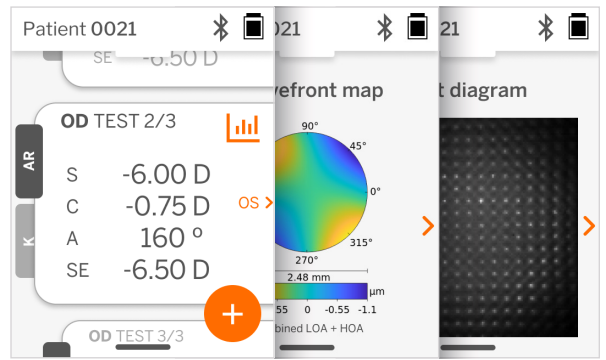 Patient 0021
SE -6.50 D
OD TEST 2/3
AR
S -6.00 D
C -0.75 D
A 160 º
SE -6.50 D
K
OS
+
OD TEST 3/3
021
vefront map
90°
45°
0°
315°
270°
2.48 mm
µm
55 0 -0.55 -1.1
bined LOA + HOA
21
t diagram